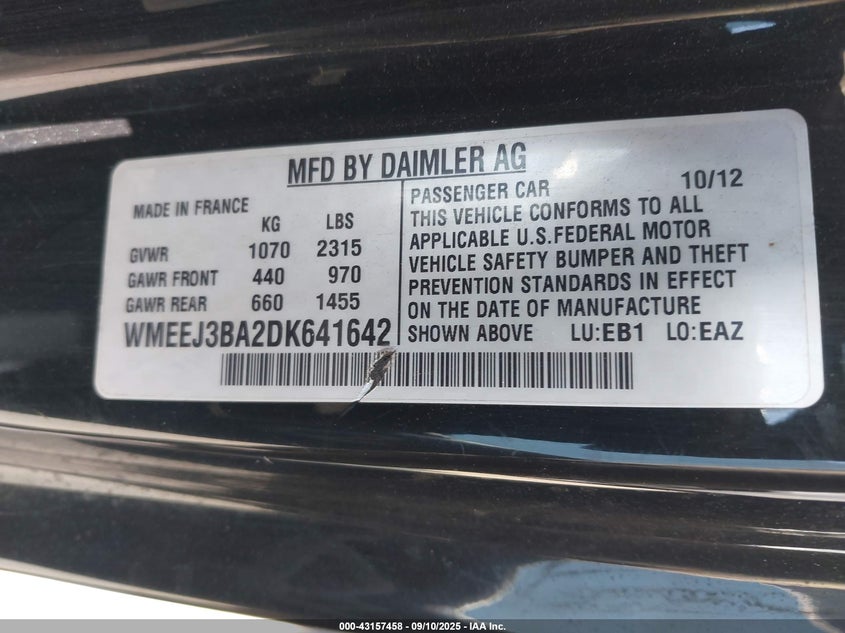 MFD BY DAIMLER AG
MADE IN FRANCE
KG LBS
GVWR 1070 2315
GAWR FRONT 440 970
GAWR REAR 660 1455
WMEEJ3BA2DK641642
PASSENGER CAR 10/12
THIS VEHICLE CONFORMS TO ALL
APPLICABLE U.S.FEDERAL MOTOR
VEHICLE SAFETY BUMPER AND THEFT
PREVENTION STANDARDS IN EFFECT
ON THE DATE OF MANUFACTURE
SHOWN ABOVE LU:EB1 LO:EAZ
000-43157458 - 09/10/2025 - IAA Inc.